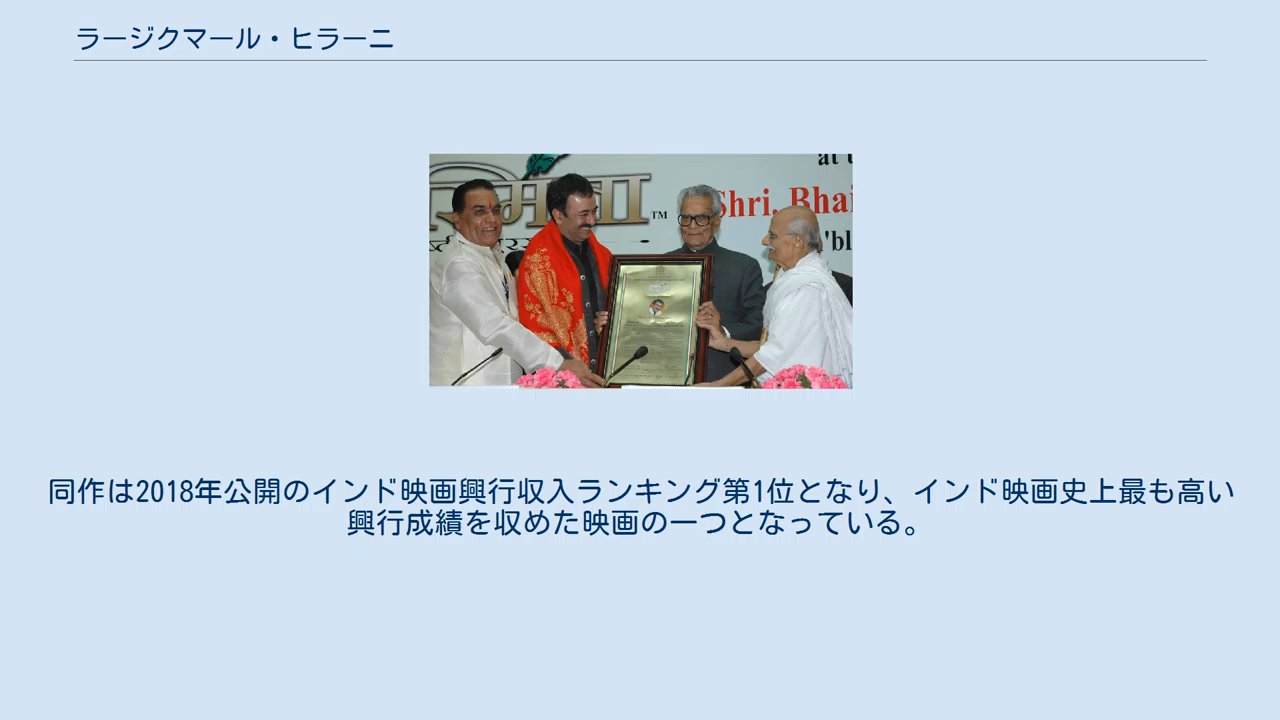 ラージクマール・ヒラーニ
at
TM
Shri. Bhai
'bl
同作は2018年公開のインド映画興行収入ランキング第1位となり、インド映画史上最も高い
興行成績を収めた映画の一つとなっている。